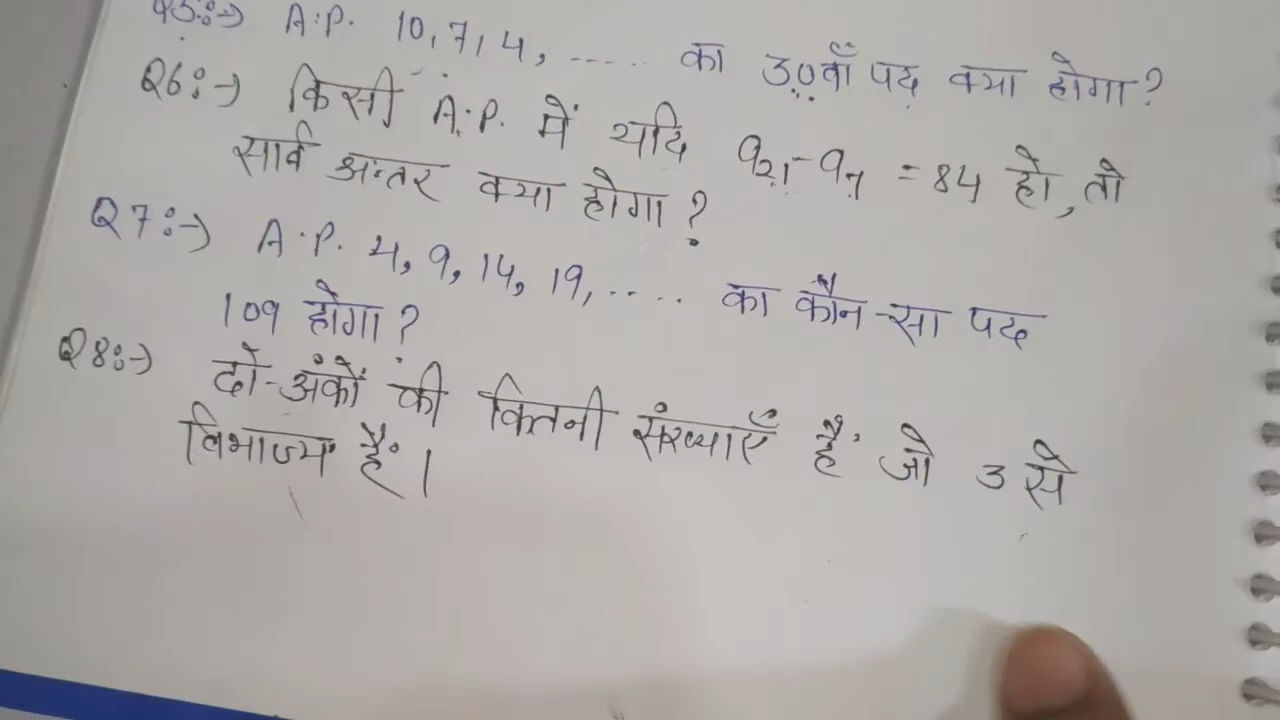 Q5:→ A.P. 10, 7, 4, ..... का 30वाँ पद क्या होगा?
Q6:→ किसी A.P. में यदि a₂₁-a₇ = 84 हो, तो
सार्व अन्तर क्या होगा?
Q7:→ A.P. 4, 9, 14, 19, ..... का कौन-सा पद
109 होगा?
Q8:→ दो-अंकों की कितनी संख्याएँ हैं जो 3 से
विभाज्य हैं।